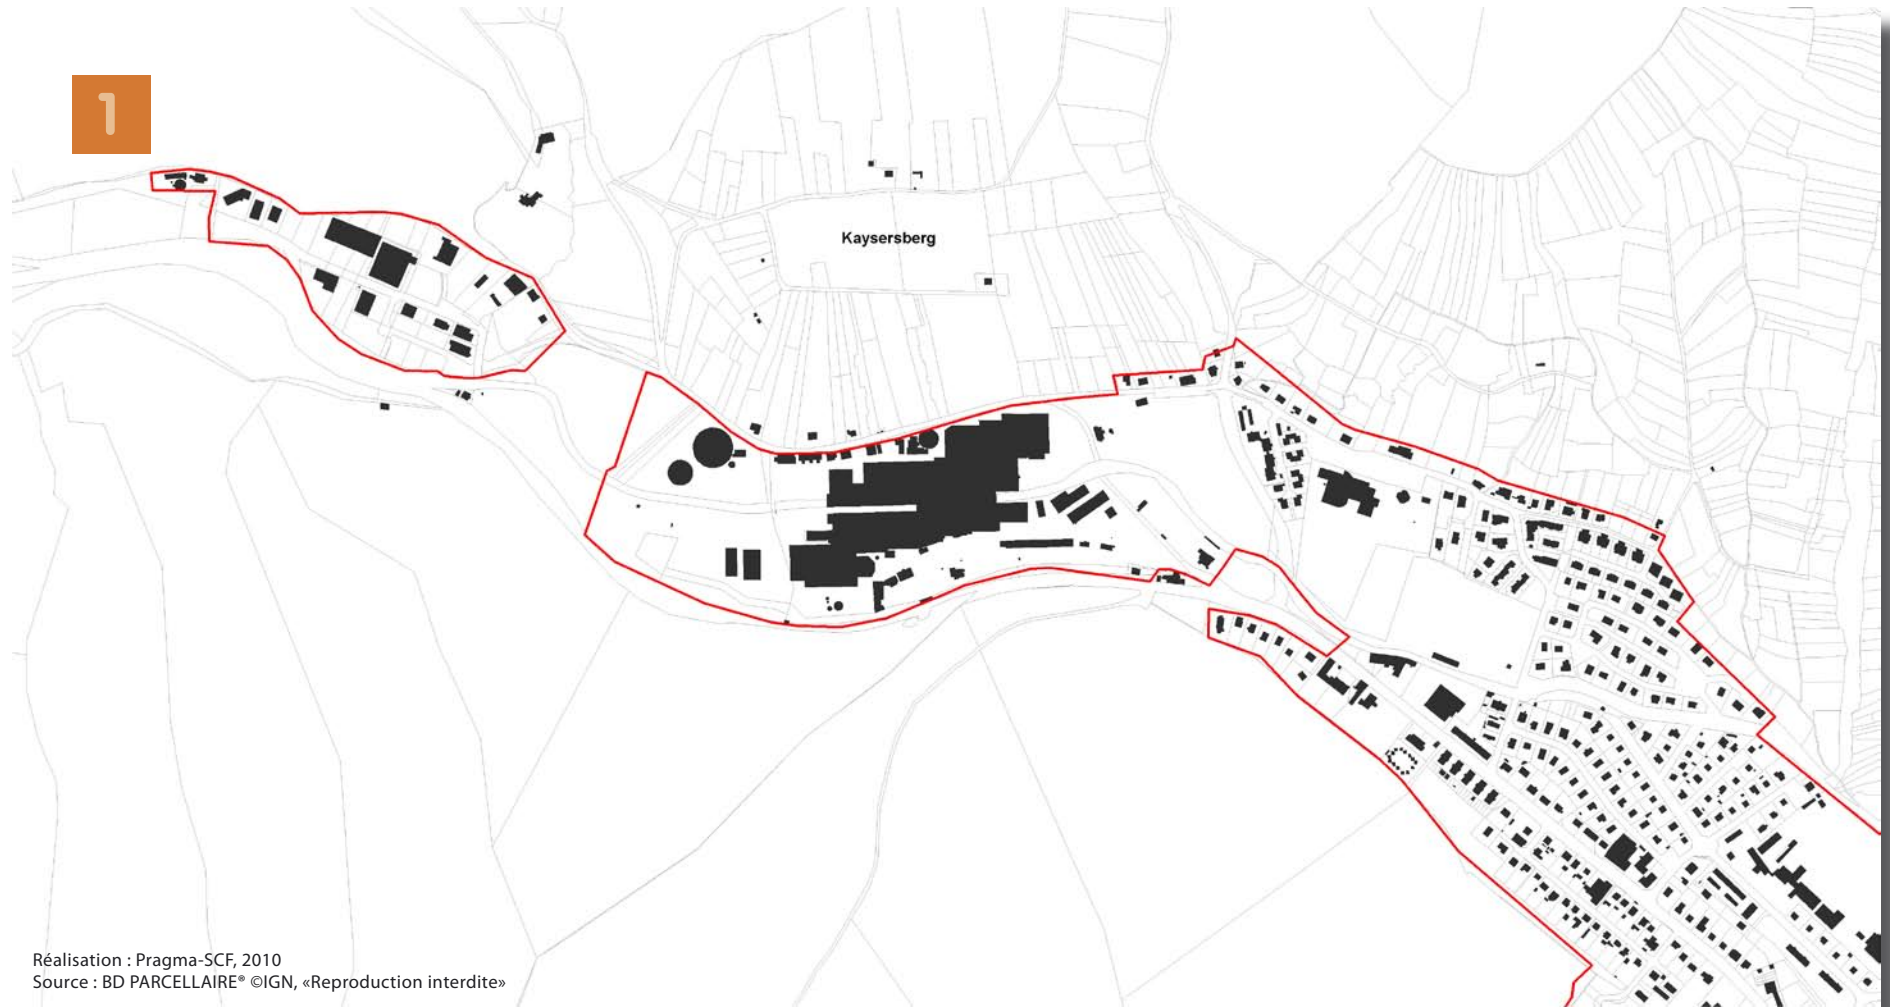 1
Kaysersberg
Réalisation : Pragma-SCF, 2010
Source : BD PARCELLAIRE® ©IGN, «Reproduction interdite»